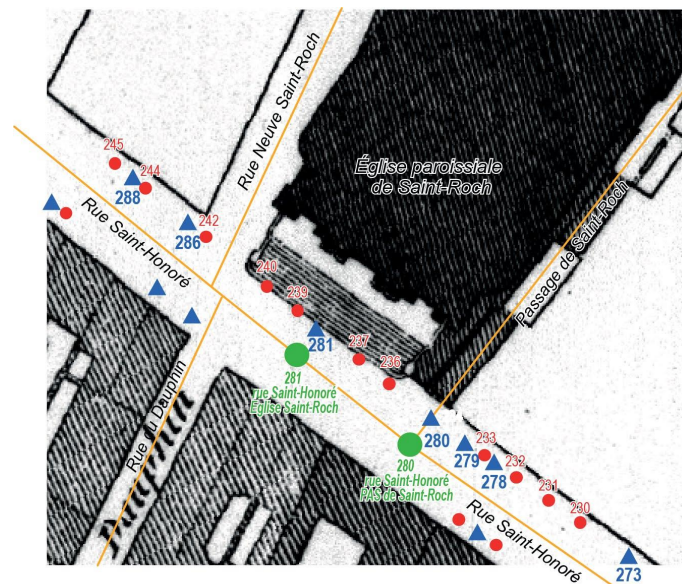 Rue Neuve Saint-Roch
245
244
288
242
286
Église paroissiale
de Saint-Roch
Rue Saint-Honoré
Passage de Saint-Roch
240
239
281
237
236
281
rue Saint-Honoré
Eglise Saint-Roch
Rue du Dauphin
Dauphin
280
279
233
278
232
231
230
280
rue Saint-Honoré
PAS de Saint-Roch
Rue Saint-Honoré
273